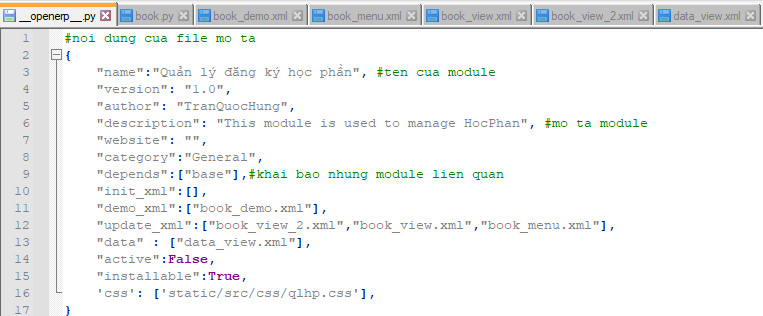 __openerp__.py book.py book_demo.xml book_menu.xml book_view.xml book_view_2.xml data_view.xml
1 #noi dung cua file mo ta
2 {
3 "name":"Quản lý đăng ký học phần", #ten cua module
4 "version": "1.0",
5 "author": "TranQuocHung",
6 "description": "This module is used to manage HocPhan", #mo ta module
7 "website": "",
8 "category":"General",
9 "depends":["base"],#khai bao nhung module lien quan
10 "init_xml":[],
11 "demo_xml":["book_demo.xml"],
12 "update_xml":["book_view_2.xml","book_view.xml","book_menu.xml"],
13 "data" : ["data_view.xml"],
14 "active":False,
15 "installable":True,
16 'css': ['static/src/css/qlhp.css'],
17 }